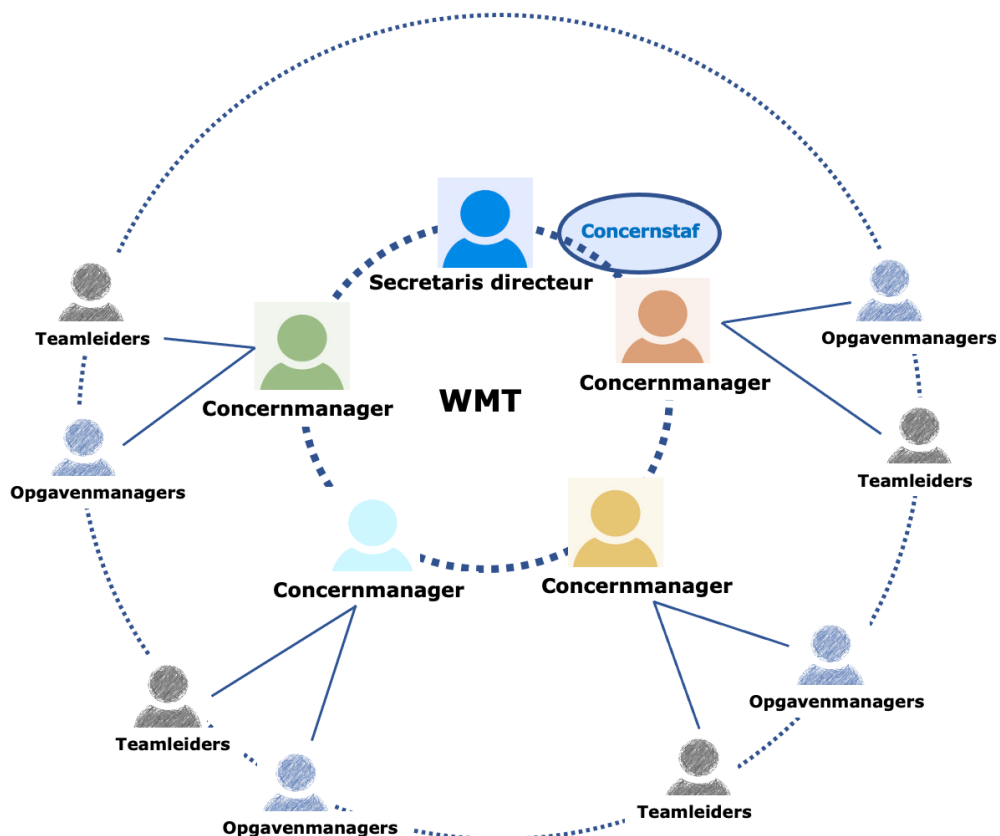 Concernstaf
Secretaris directeur
Teamleiders
Opgavenmanagers
Concernmanager
Concernmanager
WMT
Opgavenmanagers
Teamleiders
Concernmanager
Concernmanager
Opgavenmanagers
Teamleiders
Teamleiders
Opgavenmanagers